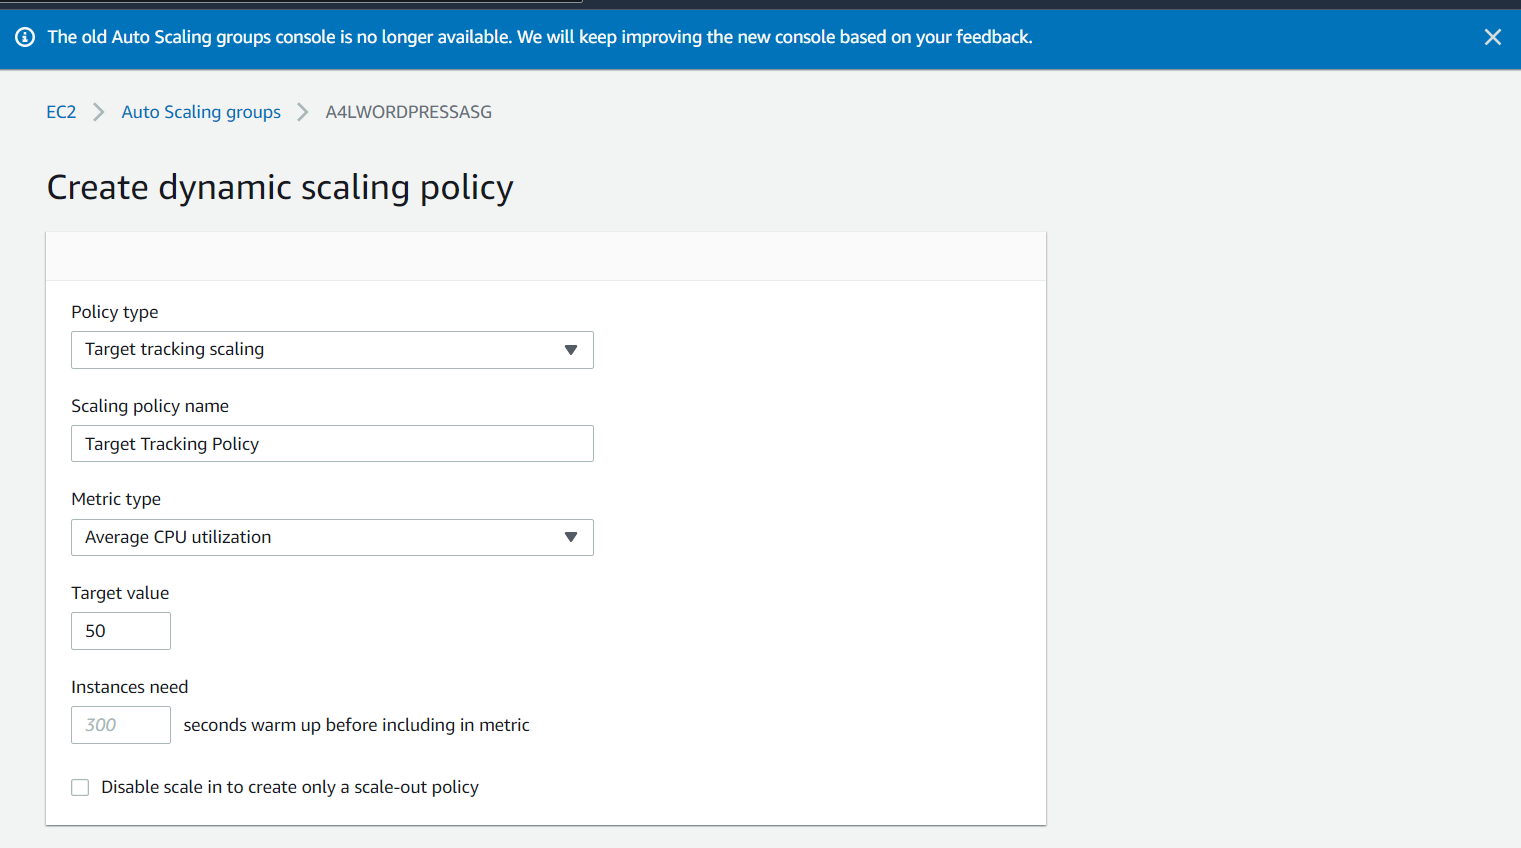 The old Auto Scaling groups console is no longer available. We will keep improving the new console based on your feedback.
EC2 > Auto Scaling groups > A4LWORDPRESSASG
Create dynamic scaling policy
Policy type
Target tracking scaling
Scaling policy name
Target Tracking Policy
Metric type
Average CPU utilization
Target value
50
Instances need
300 seconds warm up before including in metric
Disable scale in to create only a scale-out policy